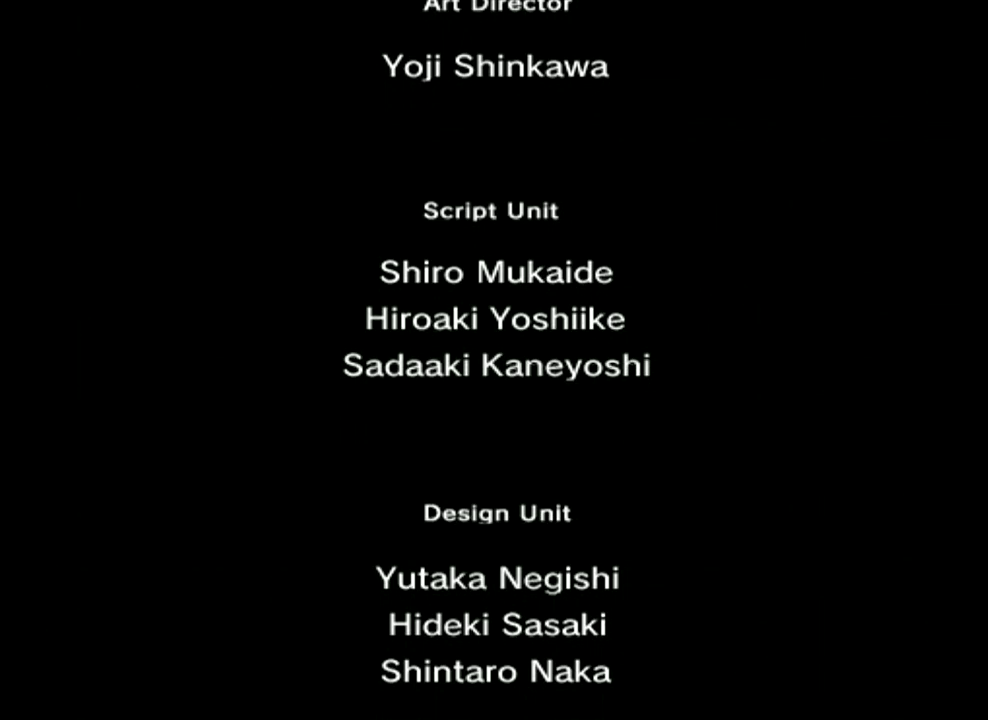 Art Director
Yoji Shinkawa
Script Unit
Shiro Mukaide
Hiroaki Yoshiike
Sadaaki Kaneyoshi
Design Unit
Yutaka Negishi
Hideki Sasaki
Shintaro Naka